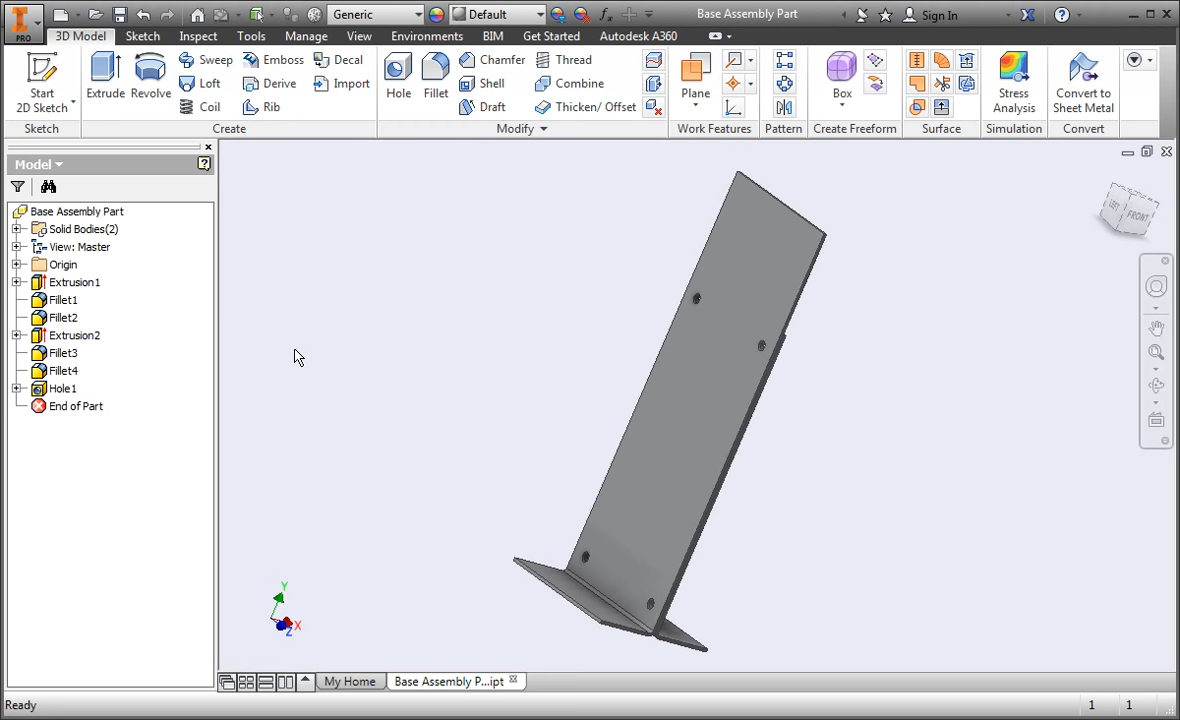 Generic
Default
fx
Base Assembly Part
Sign In
PRO
3D Model
Sketch
Inspect
Tools
Manage
View
Environments
BIM
Get Started
Autodesk A360
Start
2D Sketch
Extrude
Revolve
Sweep
Loft
Coil
Emboss
Derive
Rib
Decal
Import
Hole
Fillet
Chamfer
Shell
Draft
Thread
Combine
Thicken/ Offset
Plane
Box
Stress
Analysis
Convert to
Sheet Metal
Sketch
Create
Modify
Work Features
Pattern
Create Freeform
Surface
Simulation
Convert
Model
Base Assembly Part
Solid Bodies(2)
View: Master
Origin
Extrusion1
Fillet1
Fillet2
Extrusion2
Fillet3
Fillet4
Hole1
End of Part
LEFT
FRONT
Y
X
Z
My Home
Base Assembly P...ipt
Ready
1
1